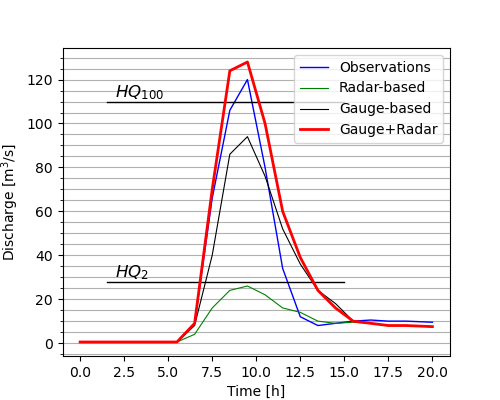 Observations
Radar-based
Gauge-based
Gauge+Radar
HQ₁₀₀
HQ₂
Discharge [m³/s]
120
100
80
60
40
20
0
0.0 2.5 5.0 7.5 10.0 12.5 15.0 17.5 20.0
Time [h]